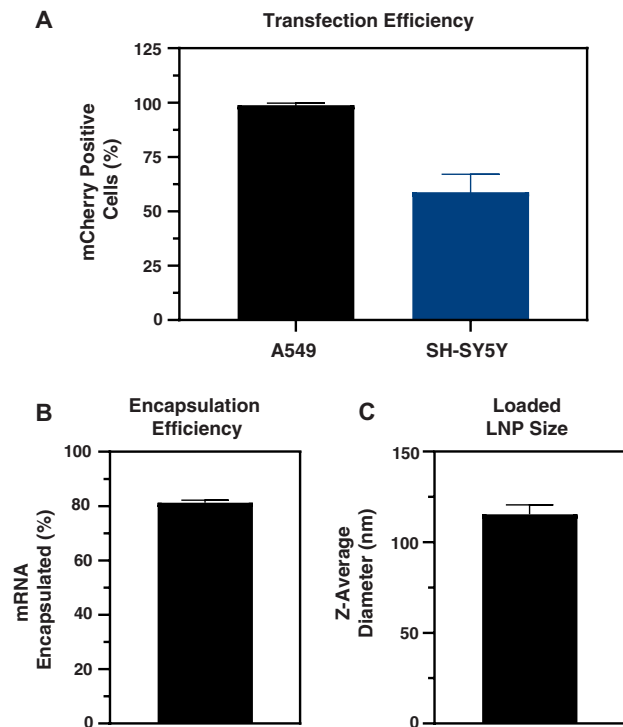 A
Transfection Efficiency
mCherry Positive
Cells (%)
125
100
75
50
25
0
A549
SH-SY5Y
B
Encapsulation
Efficiency
mRNA
Encapsulated (%)
100
80
60
40
20
0
C
Loaded
LNP Size
Z-Average
Diameter (nm)
150
100
50
0